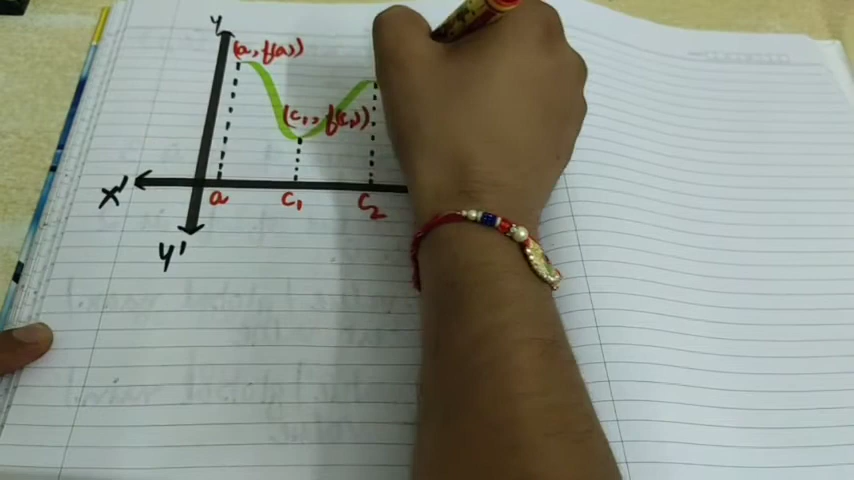 y
(a, f(a))
(c₁, f(c₁))
x'
a
c₁
c₂
y'